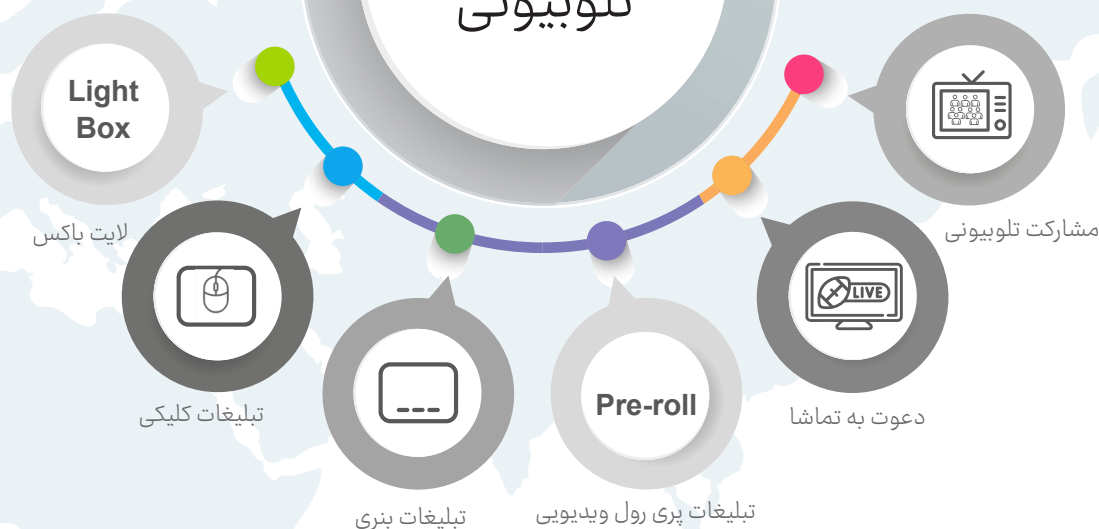 تلوبیونی
Light
Box
لایت باکس
تبلیغات کلیکی
تبلیغات بنری
Pre-roll
تبلیغات پری رول ویدیویی
LIVE
دعوت به تماشا
مشارکت تلوبیونی